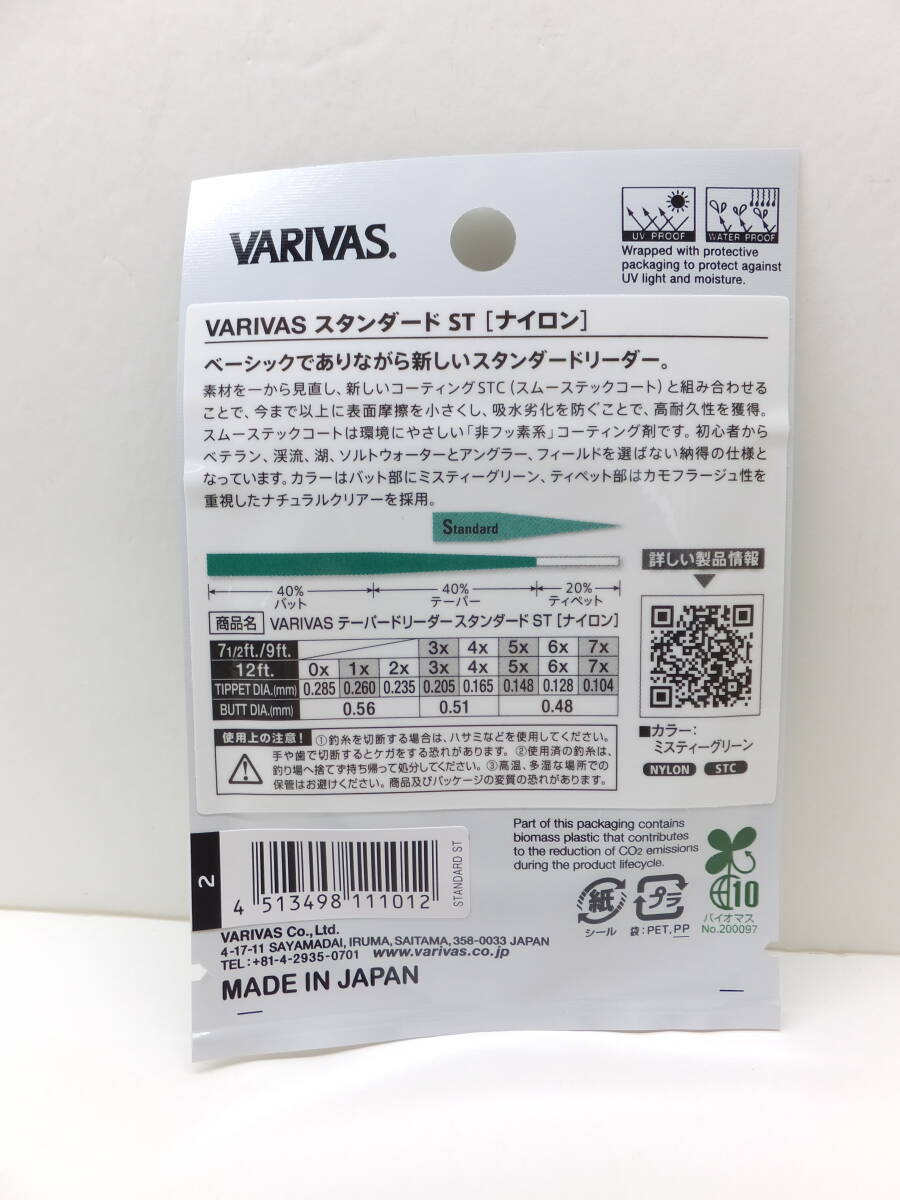 VARIVAS.
UV PROOF
WATER PROOF
Wrapped with protective
packaging to protect against
UV light and moisture.
VARIVAS スタンダード ST [ナイロン]
ベーシックでありながら新しいスタンダードリーダー。
素材を一から見直し、新しいコーティングSTC(スムーステックコート)と組み合わせる
ことで、今まで以上に表面摩擦を小さくし、吸水劣化を防ぐことで、高耐久性を獲得。
スムーステックコートは環境にやさしい「非フッ素系」コーティング剤です。初心者から
ベテラン、渓流、湖、ソルトウォーターとアングラー、フィールドを選ばない納得の仕様と
なっています。カラーはバット部にミスティーグリーン、ティペット部はカモフラージュ性を
重視したナチュラルクリアーを採用。
Standard
40% 40% 20%
バット テーパー ティペット
詳しい製品情報
商品名 VARIVAS テーパードリーダースタンダード ST [ナイロン]
7 1/2ft./9ft. 3x 4x 5x 6x 7x
12ft. 0x 1x 2x 3x 4x 5x 6x 7x
TIPPET DIA.(mm) 0.285 0.260 0.235 0.205 0.165 0.148 0.128 0.104
BUTT DIA.(mm) 0.56 0.51 0.48
■カラー:
ミスティーグリーン
NYLON STC
使用上の注意! ①釣糸を切断する場合は、ハサミなどを使用してください。
手や歯で切断するとケガをする恐れがあります。②使用済の釣糸は、
釣り場へ捨てず持ち帰って処分してください。③高温、多湿な場所での
保管はお避けください。商品及びパッケージの変質の恐れがあります。
Part of this packaging contains
biomass plastic that contributes
to the reduction of CO2 emissions
during the product lifecycle.
2
4 513498 111012
STANDARD ST
紙
シール
プラ
袋:PET, PP
10
バイオマス
No.200097
VARIVAS Co., Ltd.
4-17-11 SAYAMADAI, IRUMA, SAITAMA, 358-0033 JAPAN
TEL:+81-4-2935-0701 www.varivas.co.jp
MADE IN JAPAN